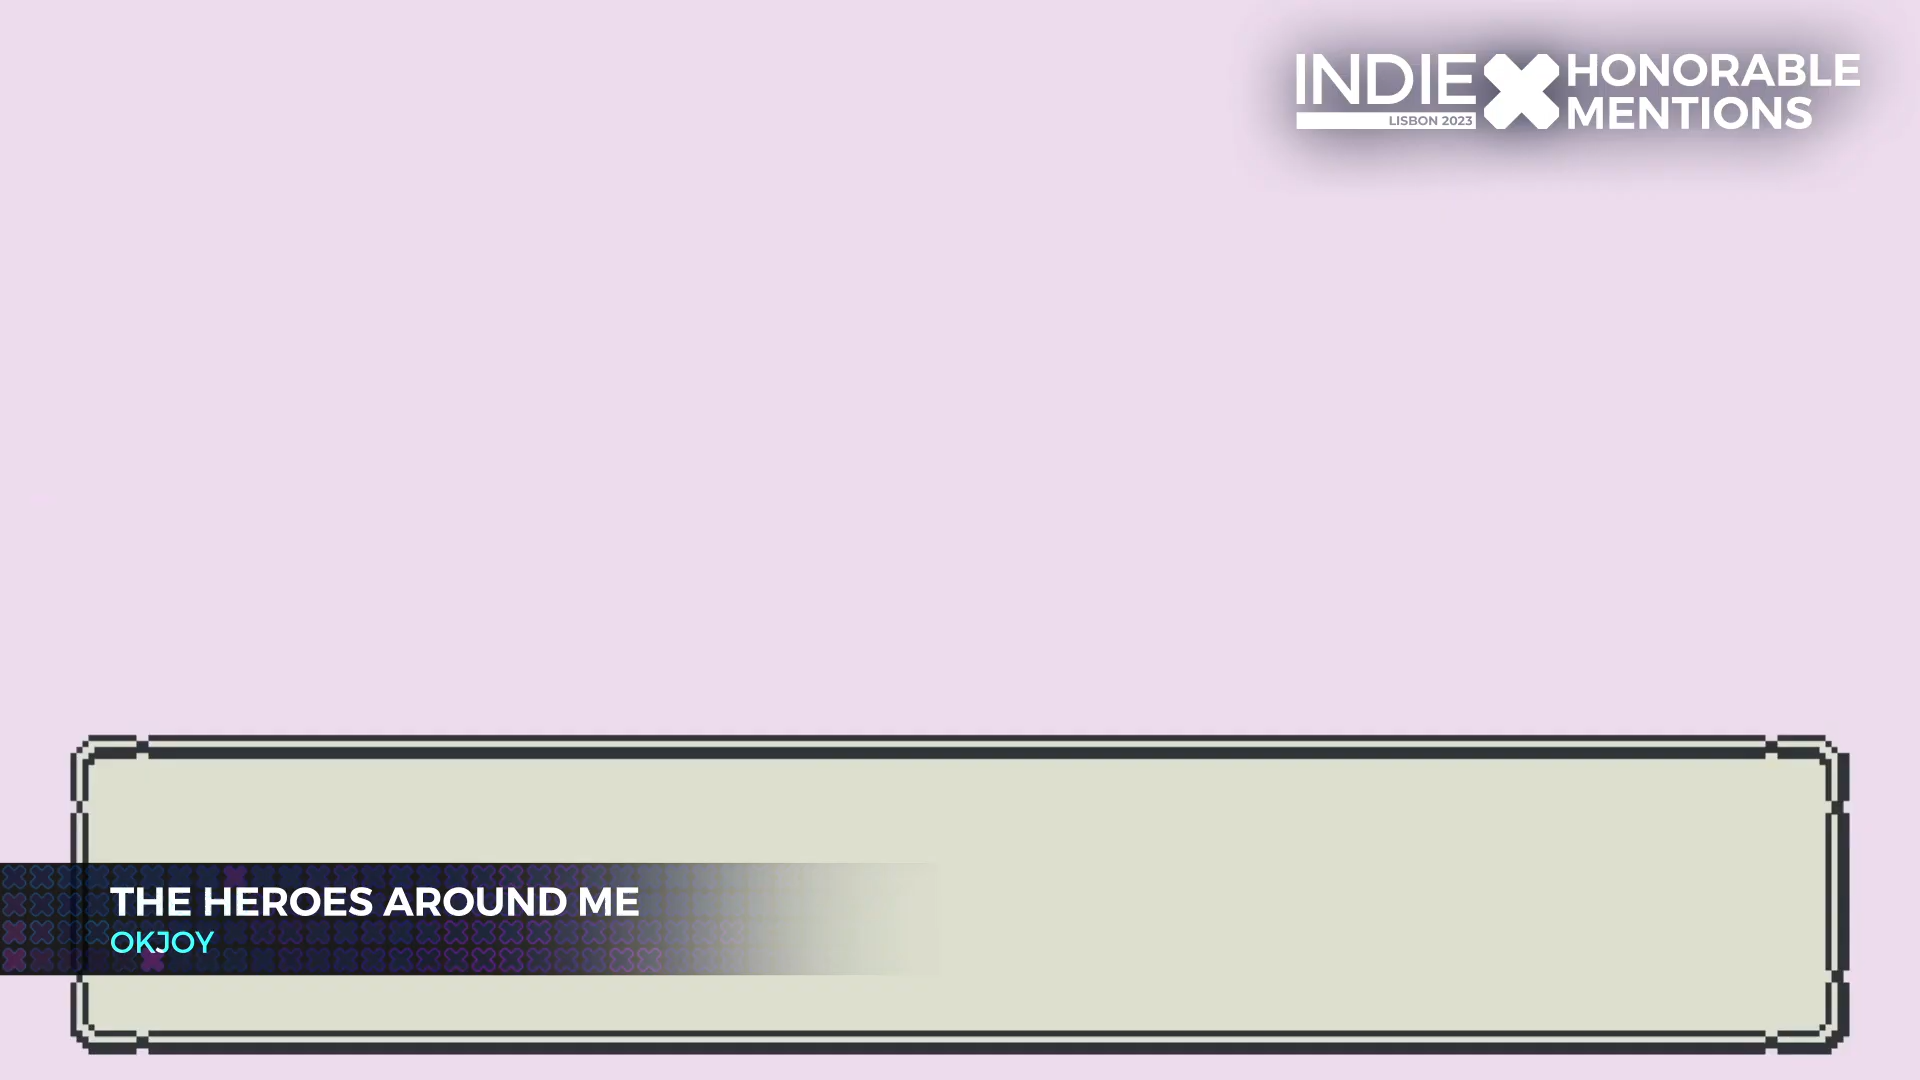 INDIE
LISBON 2023
HONORABLE
MENTIONS
THE HEROES AROUND ME
OKJOY